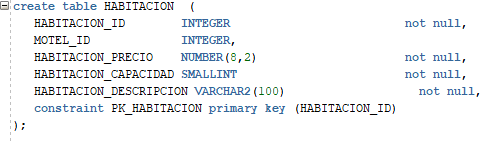 create table HABITACION (
HABITACION_ID INTEGER not null,
MOTEL_ID INTEGER,
HABITACION_PRECIO NUMBER(8,2) not null,
HABITACION_CAPACIDAD SMALLINT not null,
HABITACION_DESCRIPCION VARCHAR2(100) not null,
constraint PK_HABITACION primary key (HABITACION_ID)
);